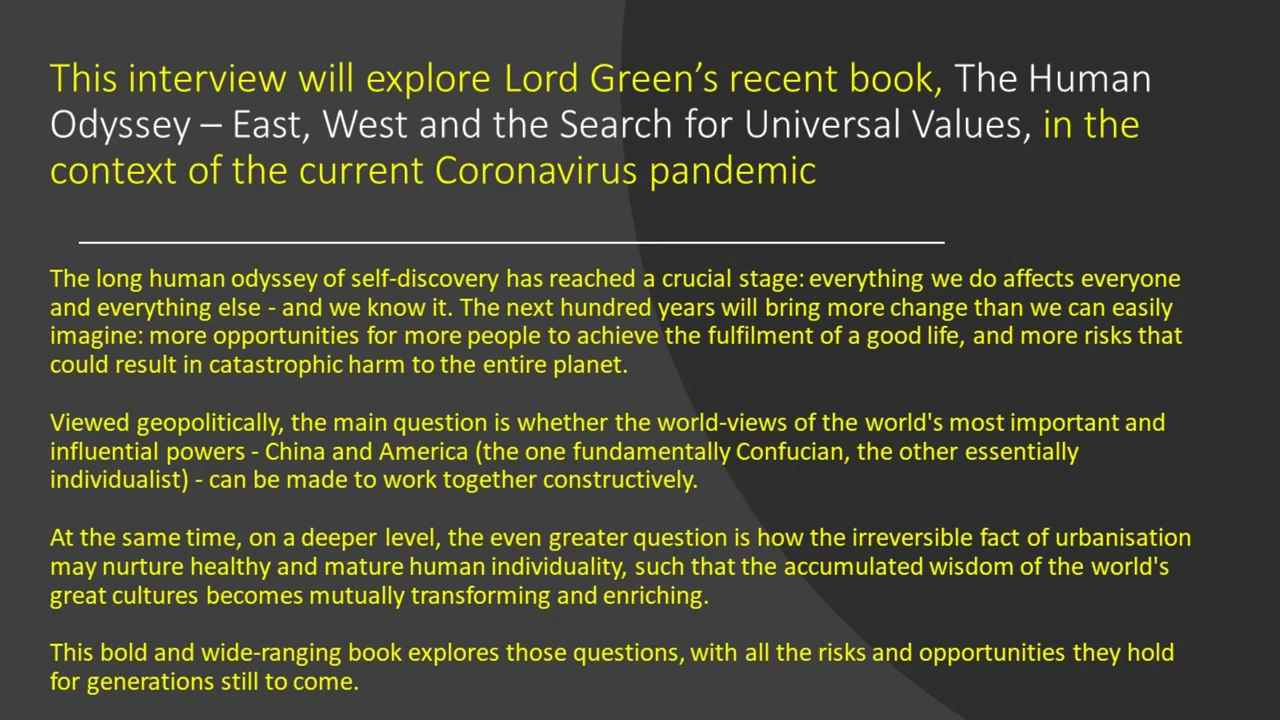 This interview will explore Lord Green’s recent book, The Human
Odyssey – East, West and the Search for Universal Values, in the
context of the current Coronavirus pandemic
The long human odyssey of self-discovery has reached a crucial stage: everything we do affects everyone
and everything else - and we know it. The next hundred years will bring more change than we can easily
imagine: more opportunities for more people to achieve the fulfilment of a good life, and more risks that
could result in catastrophic harm to the entire planet.
Viewed geopolitically, the main question is whether the world-views of the world's most important and
influential powers - China and America (the one fundamentally Confucian, the other essentially
individualist) - can be made to work together constructively.
At the same time, on a deeper level, the even greater question is how the irreversible fact of urbanisation
may nurture healthy and mature human individuality, such that the accumulated wisdom of the world's
great cultures becomes mutually transforming and enriching.
This bold and wide-ranging book explores those questions, with all the risks and opportunities they hold
for generations still to come.